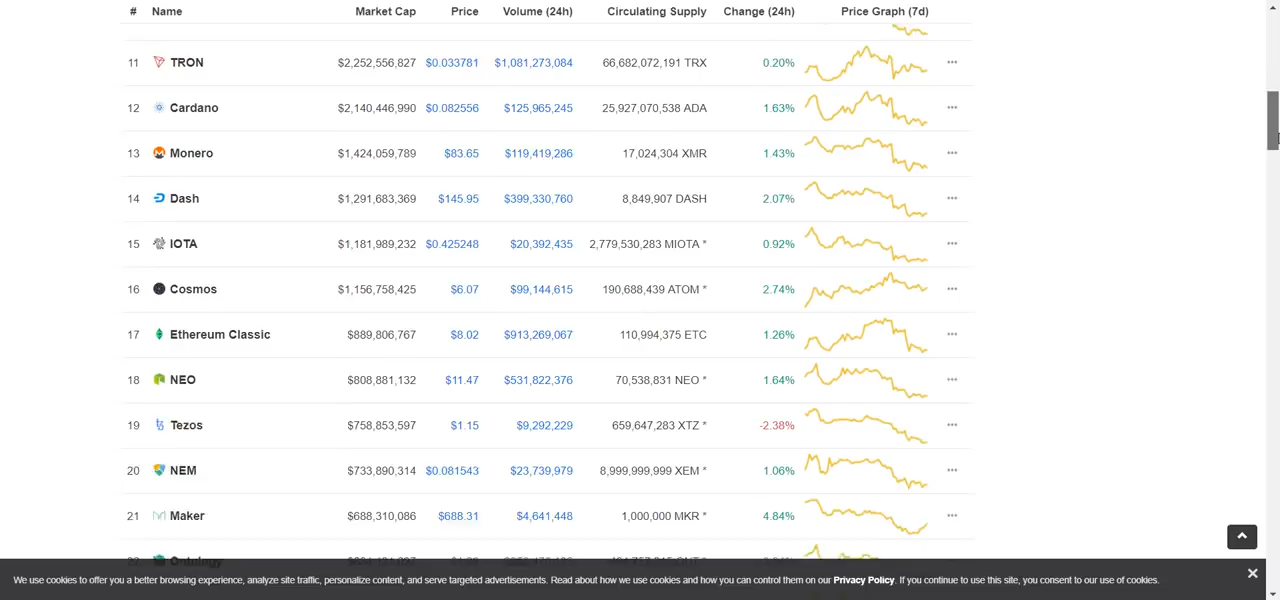 # Name Market Cap Price Volume (24h) Circulating Supply Change (24h) Price Graph (7d)
11 TRON $2,252,556,827 $0.033781 $1,081,273,084 66,682,072,191 TRX 0.20%
12 Cardano $2,140,446,990 $0.082556 $125,965,245 25,927,070,538 ADA 1.63%
13 Monero $1,424,059,789 $83.65 $119,419,286 17,024,304 XMR 1.43%
14 Dash $1,291,683,369 $145.95 $399,330,760 8,849,907 DASH 2.07%
15 IOTA $1,181,989,232 $0.425248 $20,392,435 2,779,530,283 MIOTA * 0.92%
16 Cosmos $1,156,758,425 $6.07 $99,144,615 190,688,439 ATOM * 2.74%
17 Ethereum Classic $889,806,767 $8.02 $913,269,067 110,994,375 ETC 1.26%
18 NEO $808,881,132 $11.47 $531,822,376 70,538,831 NEO * 1.64%
19 Tezos $758,853,597 $1.15 $9,292,229 659,647,283 XTZ * -2.38%
20 NEM $733,890,314 $0.081543 $23,739,979 8,999,999,999 XEM * 1.06%
21 Maker $688,310,086 $688.31 $4,641,448 1,000,000 MKR * 4.84%
Ontology
We use cookies to offer you a better browsing experience, analyze site traffic, personalize content, and serve targeted advertisements. Read about how we use cookies and how you can control them on our Privacy Policy. If you continue to use this site, you consent to our use of cookies.